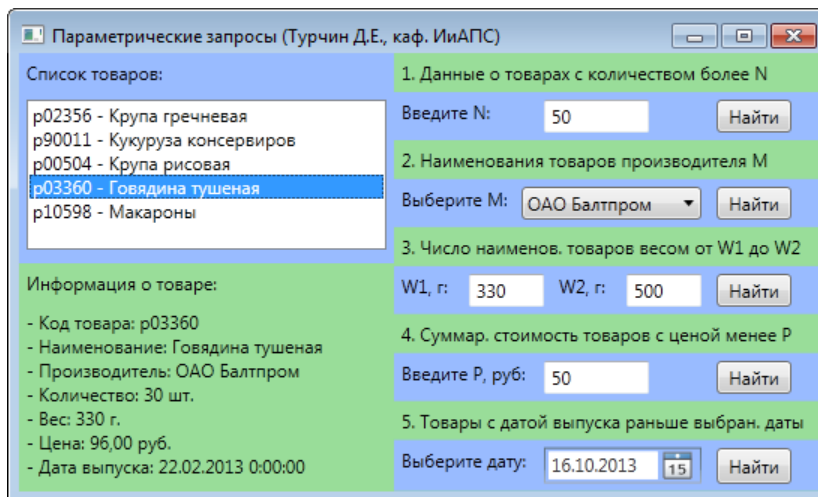 Параметрические запросы (Турчин Д.Е., каф. ИиАПС)
Список товаров:
p02356 - Крупа гречневая
p90011 - Кукуруза консервиров
p00504 - Крупа рисовая
p03360 - Говядина тушеная
p10598 - Макароны
Информация о товаре:
- Код товара: p03360
- Наименование: Говядина тушеная
- Производитель: ОАО Балтпром
- Количество: 30 шт.
- Вес: 330 г.
- Цена: 96,00 руб.
- Дата выпуска: 22.02.2013 0:00:00
1. Данные о товарах с количеством более N
Введите N: 50 Найти
2. Наименования товаров производителя M
Выберите M: ОАО Балтпром Найти
3. Число наименов. товаров весом от W1 до W2
W1, г: 330 W2, г: 500 Найти
4. Суммар. стоимость товаров с ценой менее P
Введите P, руб: 50 Найти
5. Товары с датой выпуска раньше выбран. даты
Выберите дату: 16.10.2013 15 Найти